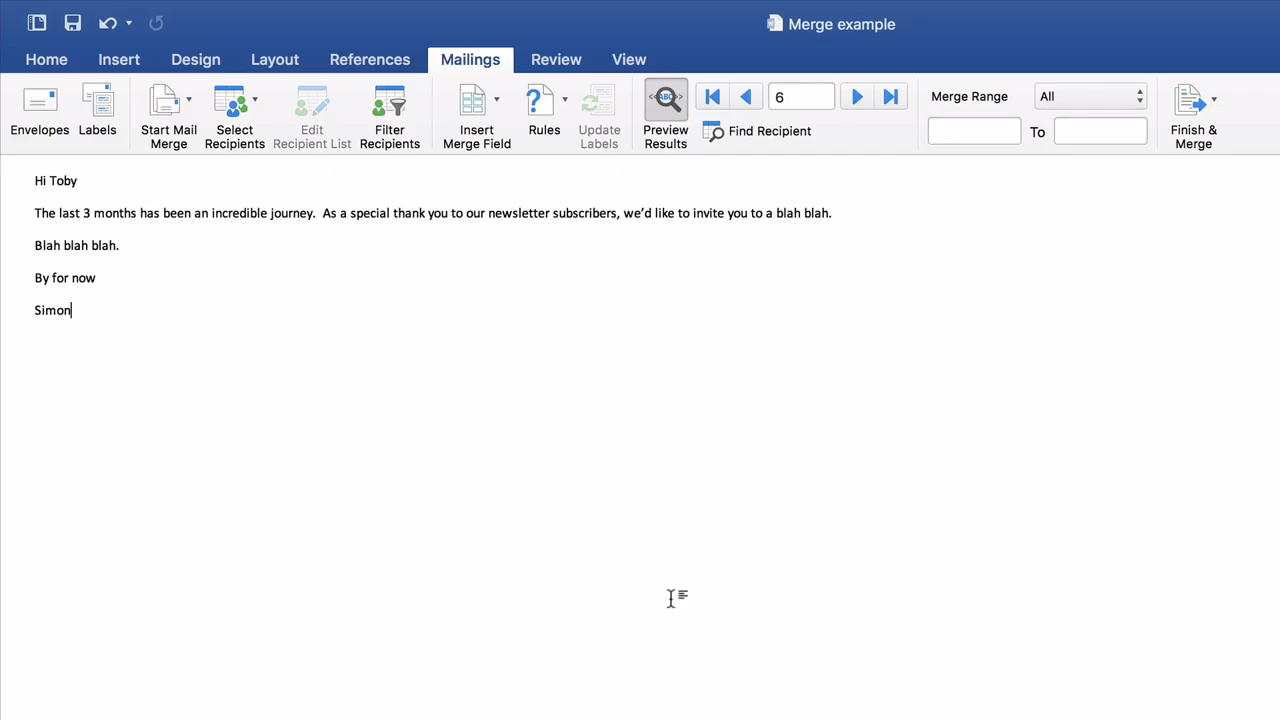 Merge example
Home Insert Design Layout References Mailings Review View
Envelopes Labels Start Mail Merge Select Recipients Edit Recipient List Filter Recipients Insert Merge Field Rules Update Labels ABC Preview Results 6 Find Recipient Merge Range All To Finish & Merge
Hi Toby
The last 3 months has been an incredible journey.  As a special thank you to our newsletter subscribers, we’d like to invite you to a blah blah.
Blah blah blah.
By for now
Simon